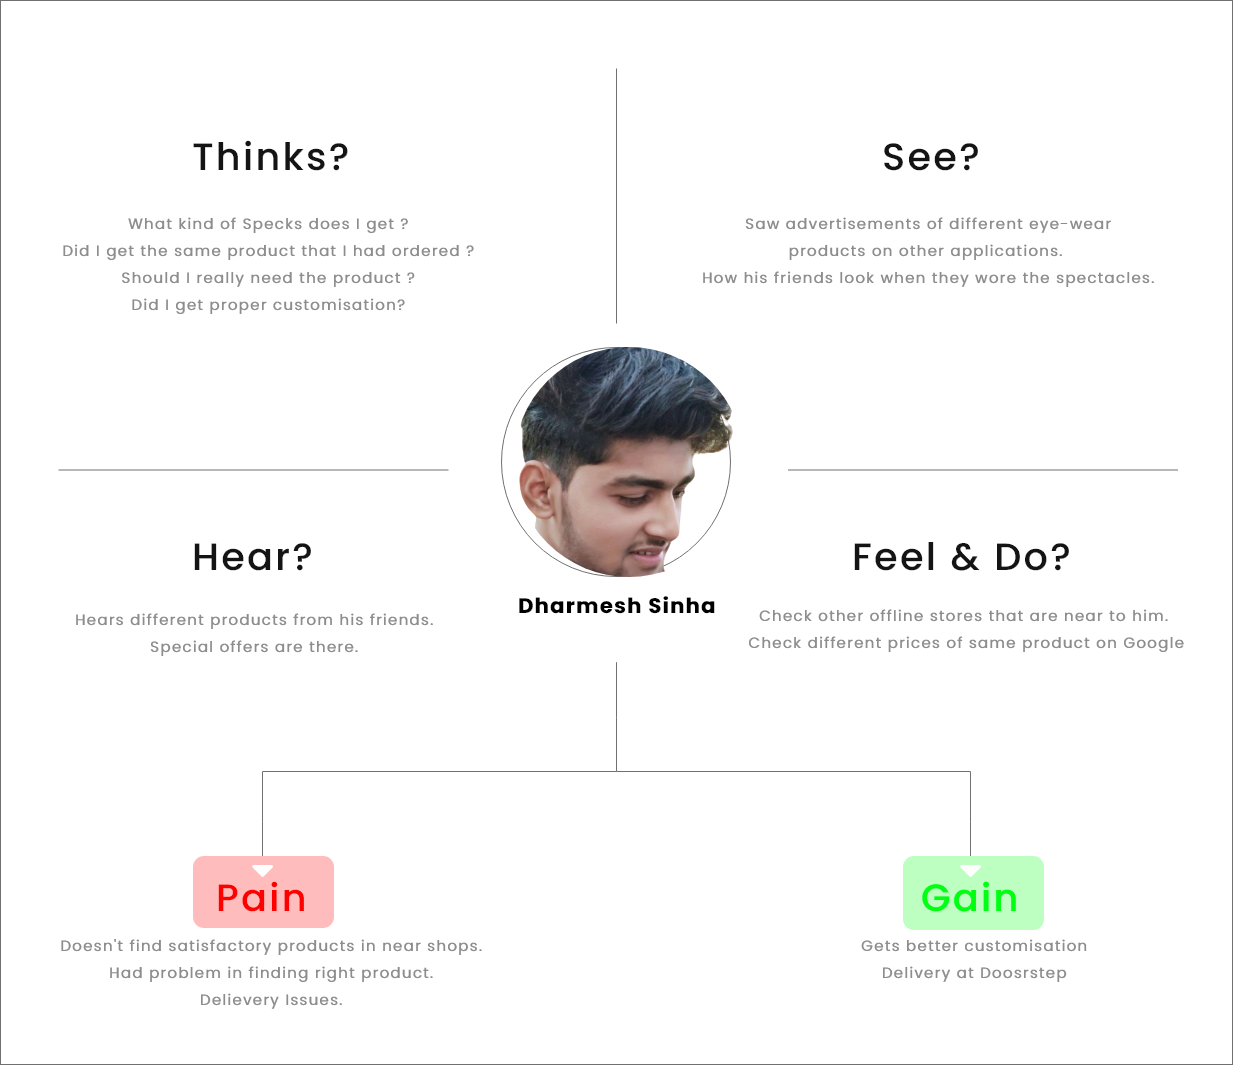 Thinks?
What kind of Specks does I get ?
Did I get the same product that I had ordered ?
Should I really need the product ?
Did I get proper customisation?
See?
Saw advertisements of different eye-wear
products on other applications.
How his friends look when they wore the spectacles.
Dharmesh Sinha
Hear?
Hears different products from his friends.
Special offers are there.
Feel & Do?
Check other offline stores that are near to him.
Check different prices of same product on Google
Pain
Doesn't find satisfactory products in near shops.
Had problem in finding right product.
Delievery Issues.
Gain
Gets better customisation
Delivery at Doosrstep